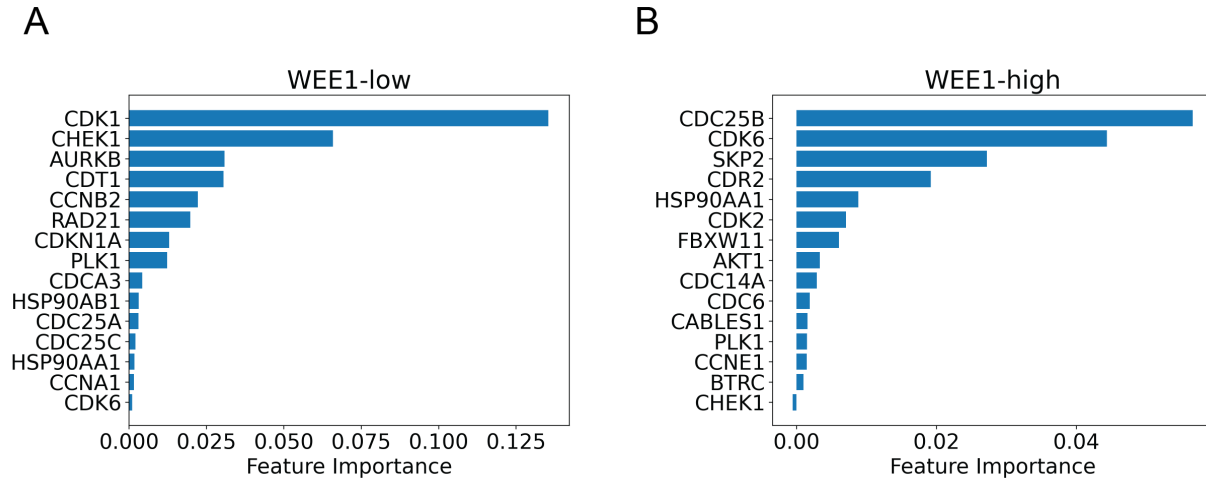 A
WEE1-low
CDK1
CHEK1
AURKB
CDT1
CCNB2
RAD21
CDKN1A
PLK1
CDCA3
HSP90AB1
CDC25A
CDC25C
HSP90AA1
CCNA1
CDK6
0.000 0.025 0.050 0.075 0.100 0.125
Feature Importance
B
WEE1-high
CDC25B
CDK6
SKP2
CDR2
HSP90AA1
CDK2
FBXW11
AKT1
CDC14A
CDC6
CABLES1
PLK1
CCNE1
BTRC
CHEK1
0.00 0.02 0.04
Feature Importance